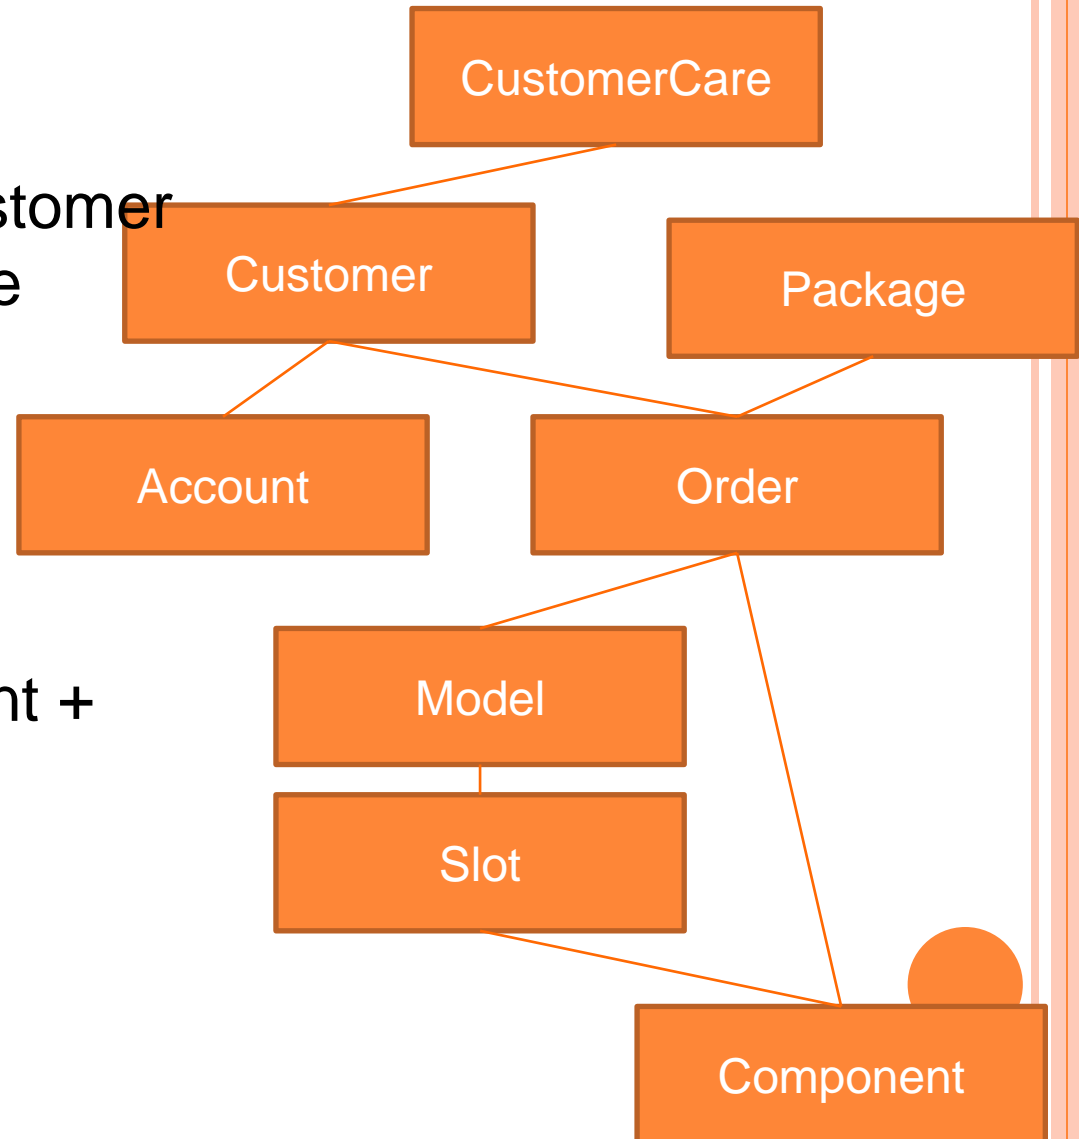 CustomerCare
stomer
Customer
e
Package
Account
Order
nt +
Model
Slot
Component